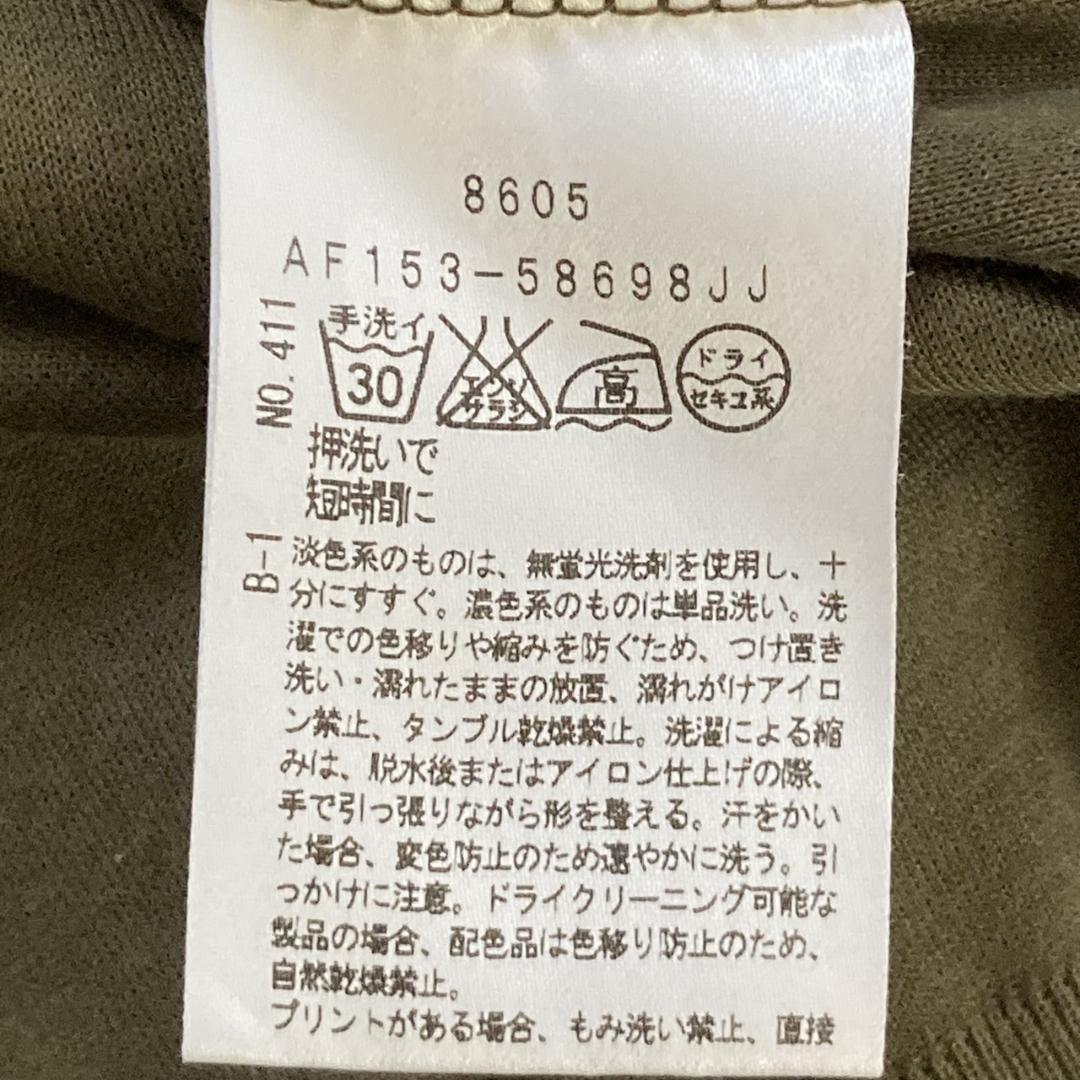 8605
AF153-58698JJ
NO.411
手洗イ
30
エンソ
サラシ
高
ドライ
セキユ系
押洗いで
短時間に
B-1
淡色系のものは、無蛍光洗剤を使用し、十
分にすすぐ。濃色系のものは単品洗い。洗
濯での色移りや縮みを防ぐため、つけ置き
洗い・濡れたままの放置、濡れがけアイロ
ン禁止、タンブル乾燥禁止。洗濯による縮
みは、脱水後またはアイロン仕上げの際、
手で引っ張りながら形を整える。汗をかい
た場合、変色防止のため速やかに洗う。引
っかけに注意。ドライクリーニング可能な
製品の場合、配色品は色移り防止のため、
自然乾燥禁止。
プリントがある場合、もみ洗い禁止、直接